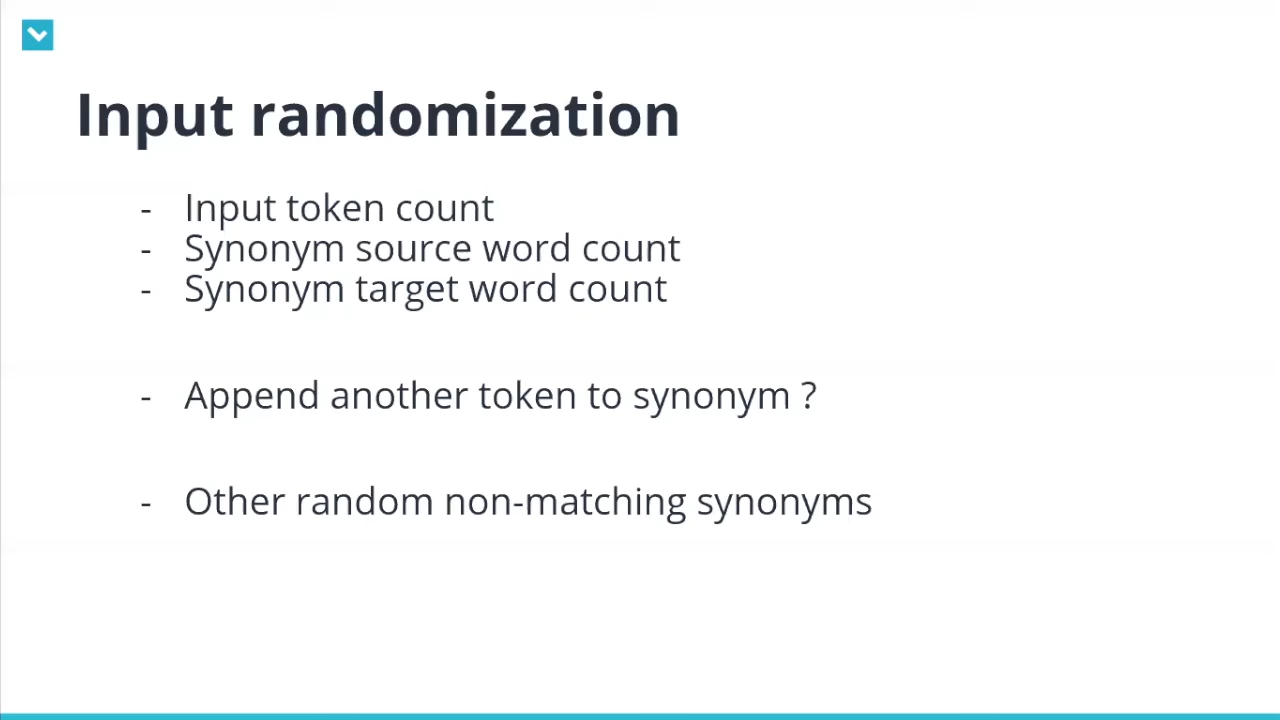 Input randomization
- Input token count
- Synonym source word count
- Synonym target word count
- Append another token to synonym ?
- Other random non-matching synonyms